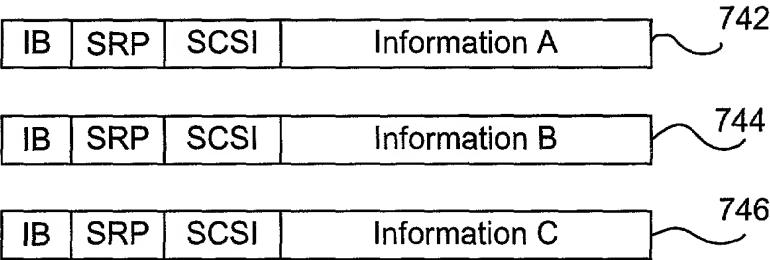 IB SRP SCSI Information A 742
IB SRP SCSI Information B 744
IB SRP SCSI Information C 746